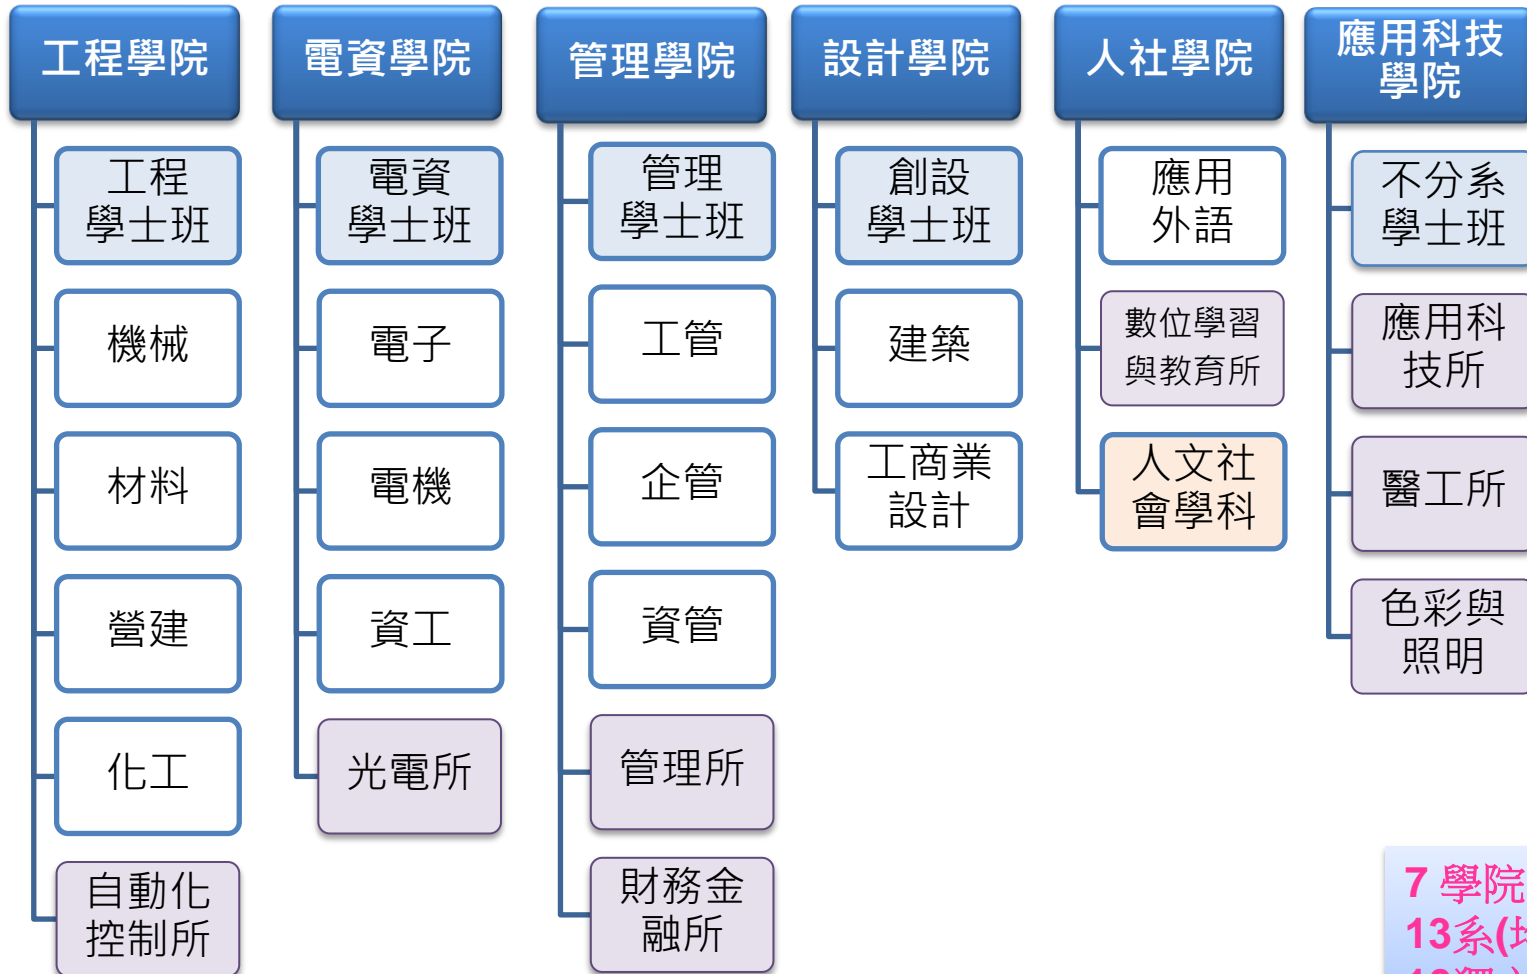 工程學院
工程
學士班
機械
材料
營建
化工
自動化
控制所
電資學院
電資
學士班
電子
電機
資工
光電所
管理學院
管理
學士班
工管
企管
資管
管理所
財務金
融所
設計學院
創設
學士班
建築
工商業
設計
人社學院
應用
外語
數位學習
與教育所
人文社
會學科
應用科技
學院
不分系
學士班
應用科
技所
醫工所
色彩與
照明
7 學院
13系(